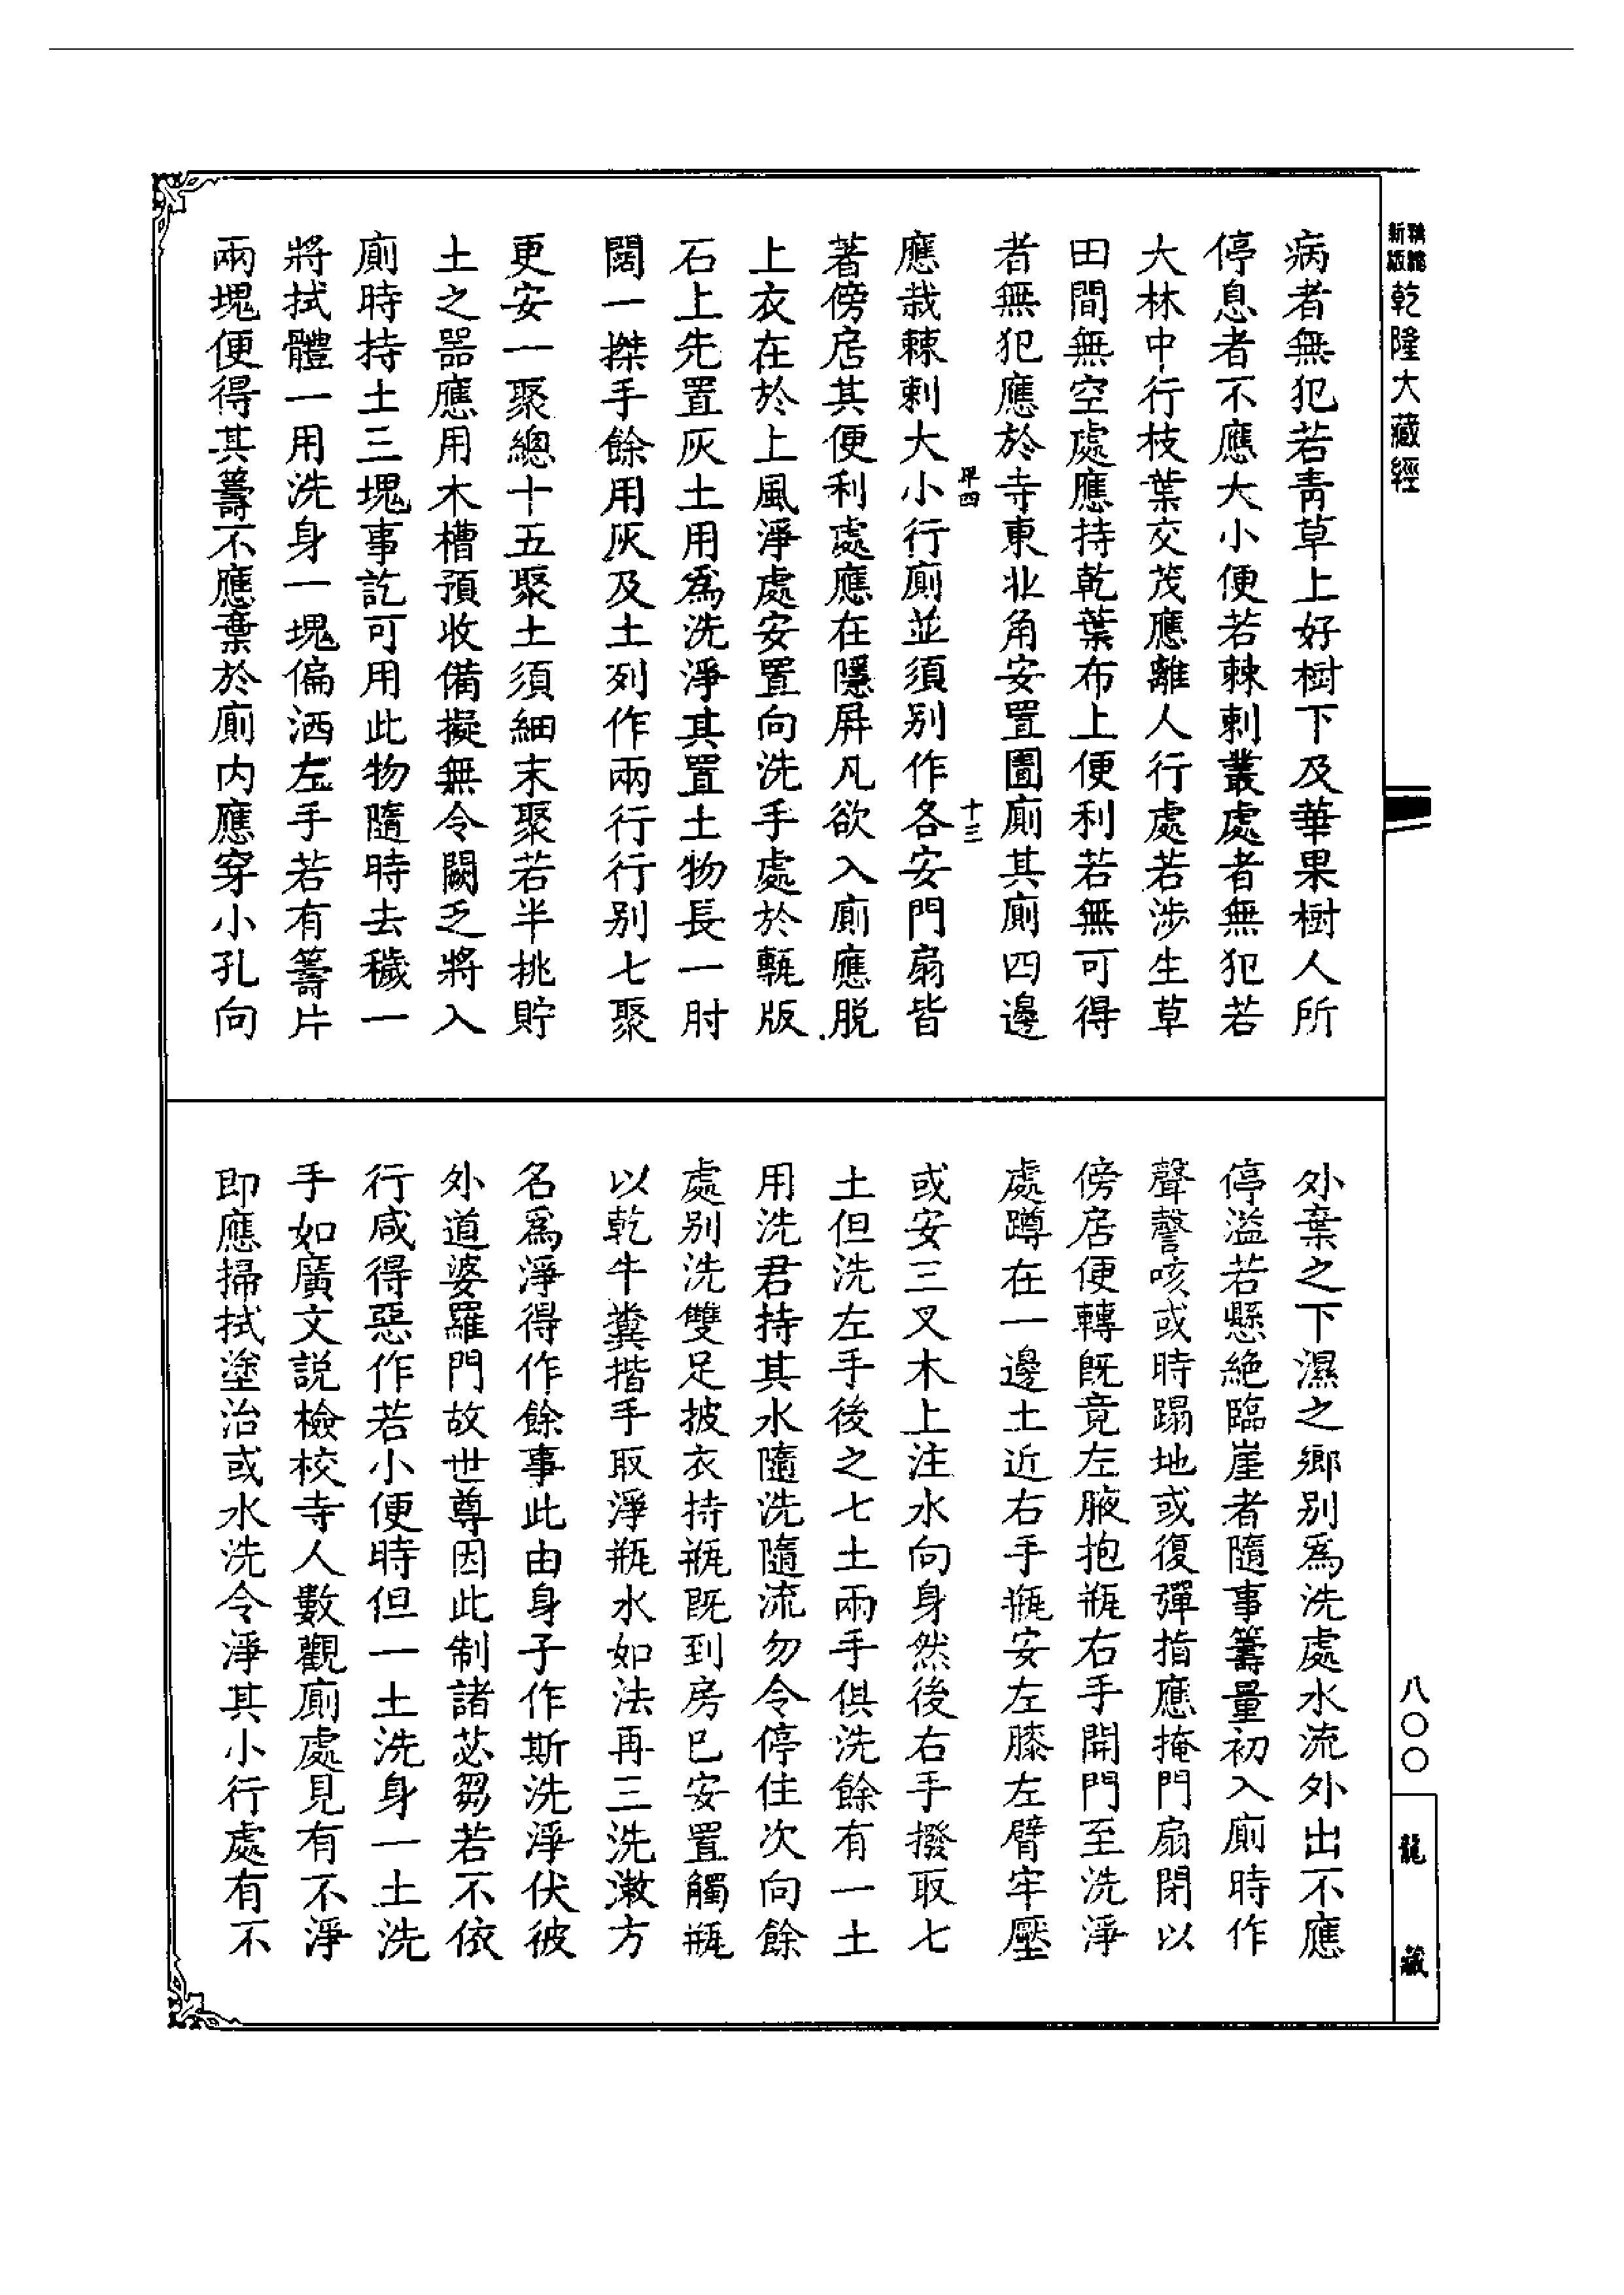 新編縮版
乾隆大藏經
病者無犯若青草上好樹下及華果樹人所
停息者不應大小便若棘刺叢處者無犯若
大林中行枝葉交茂應離人行處若涉生草
田間無空處應持乾葉布上便利若無可得
者無犯應於寺東北角安置圊廁其廁四邊
畀四 十三
應栽棘刺大小行廁並須別作各安門扇皆
著傍居其便利處應在隱屏凡欲入廁應脫
上衣在於上風淨處安置向洗手處於甎版
石上先置灰土用為洗淨其置土物長一肘
闊一搩手餘用灰及土列作兩行行別七聚
更安一聚總十五聚土須細末聚若半挑貯
土之器應用木槽預收備擬無令闕乏將入
廁時持土三塊事訖可用此物隨時去穢一
將拭體一用洗身一塊偏洒左手若有籌片
兩塊便得其籌不應棄於廁內應穿小孔向
外棄之下濕之鄉別為洗處水流外出不應
停溢若懸絕臨崖者隨事籌量初入廁時作
聲謦咳或時蹋地或復彈指應掩門扇閉以
傍居便轉既竟左腋抱瓶右手開門至洗淨
處蹲在一邊土近右手瓶安左膝左臂牢壓
或安三叉木上注水向身然後右手撥取七
土但洗左手後之七土兩手俱洗餘有一土
用洗君持其水隨洗隨流勿令停住次向餘
處別洗雙足披衣持瓶既到房已安置觸瓶
以乾牛糞揩手取淨瓶水如法再三洗漱方
名為淨得作餘事此由身子作斯洗淨伏彼
外道婆羅門故世尊因此制諸苾芻若不依
行咸得惡作若小便時但一土洗身一土洗
手如廣文說檢校寺人數觀廁處見有不淨
即應掃拭塗治或水洗令淨其小行處有不
八〇〇
龍藏